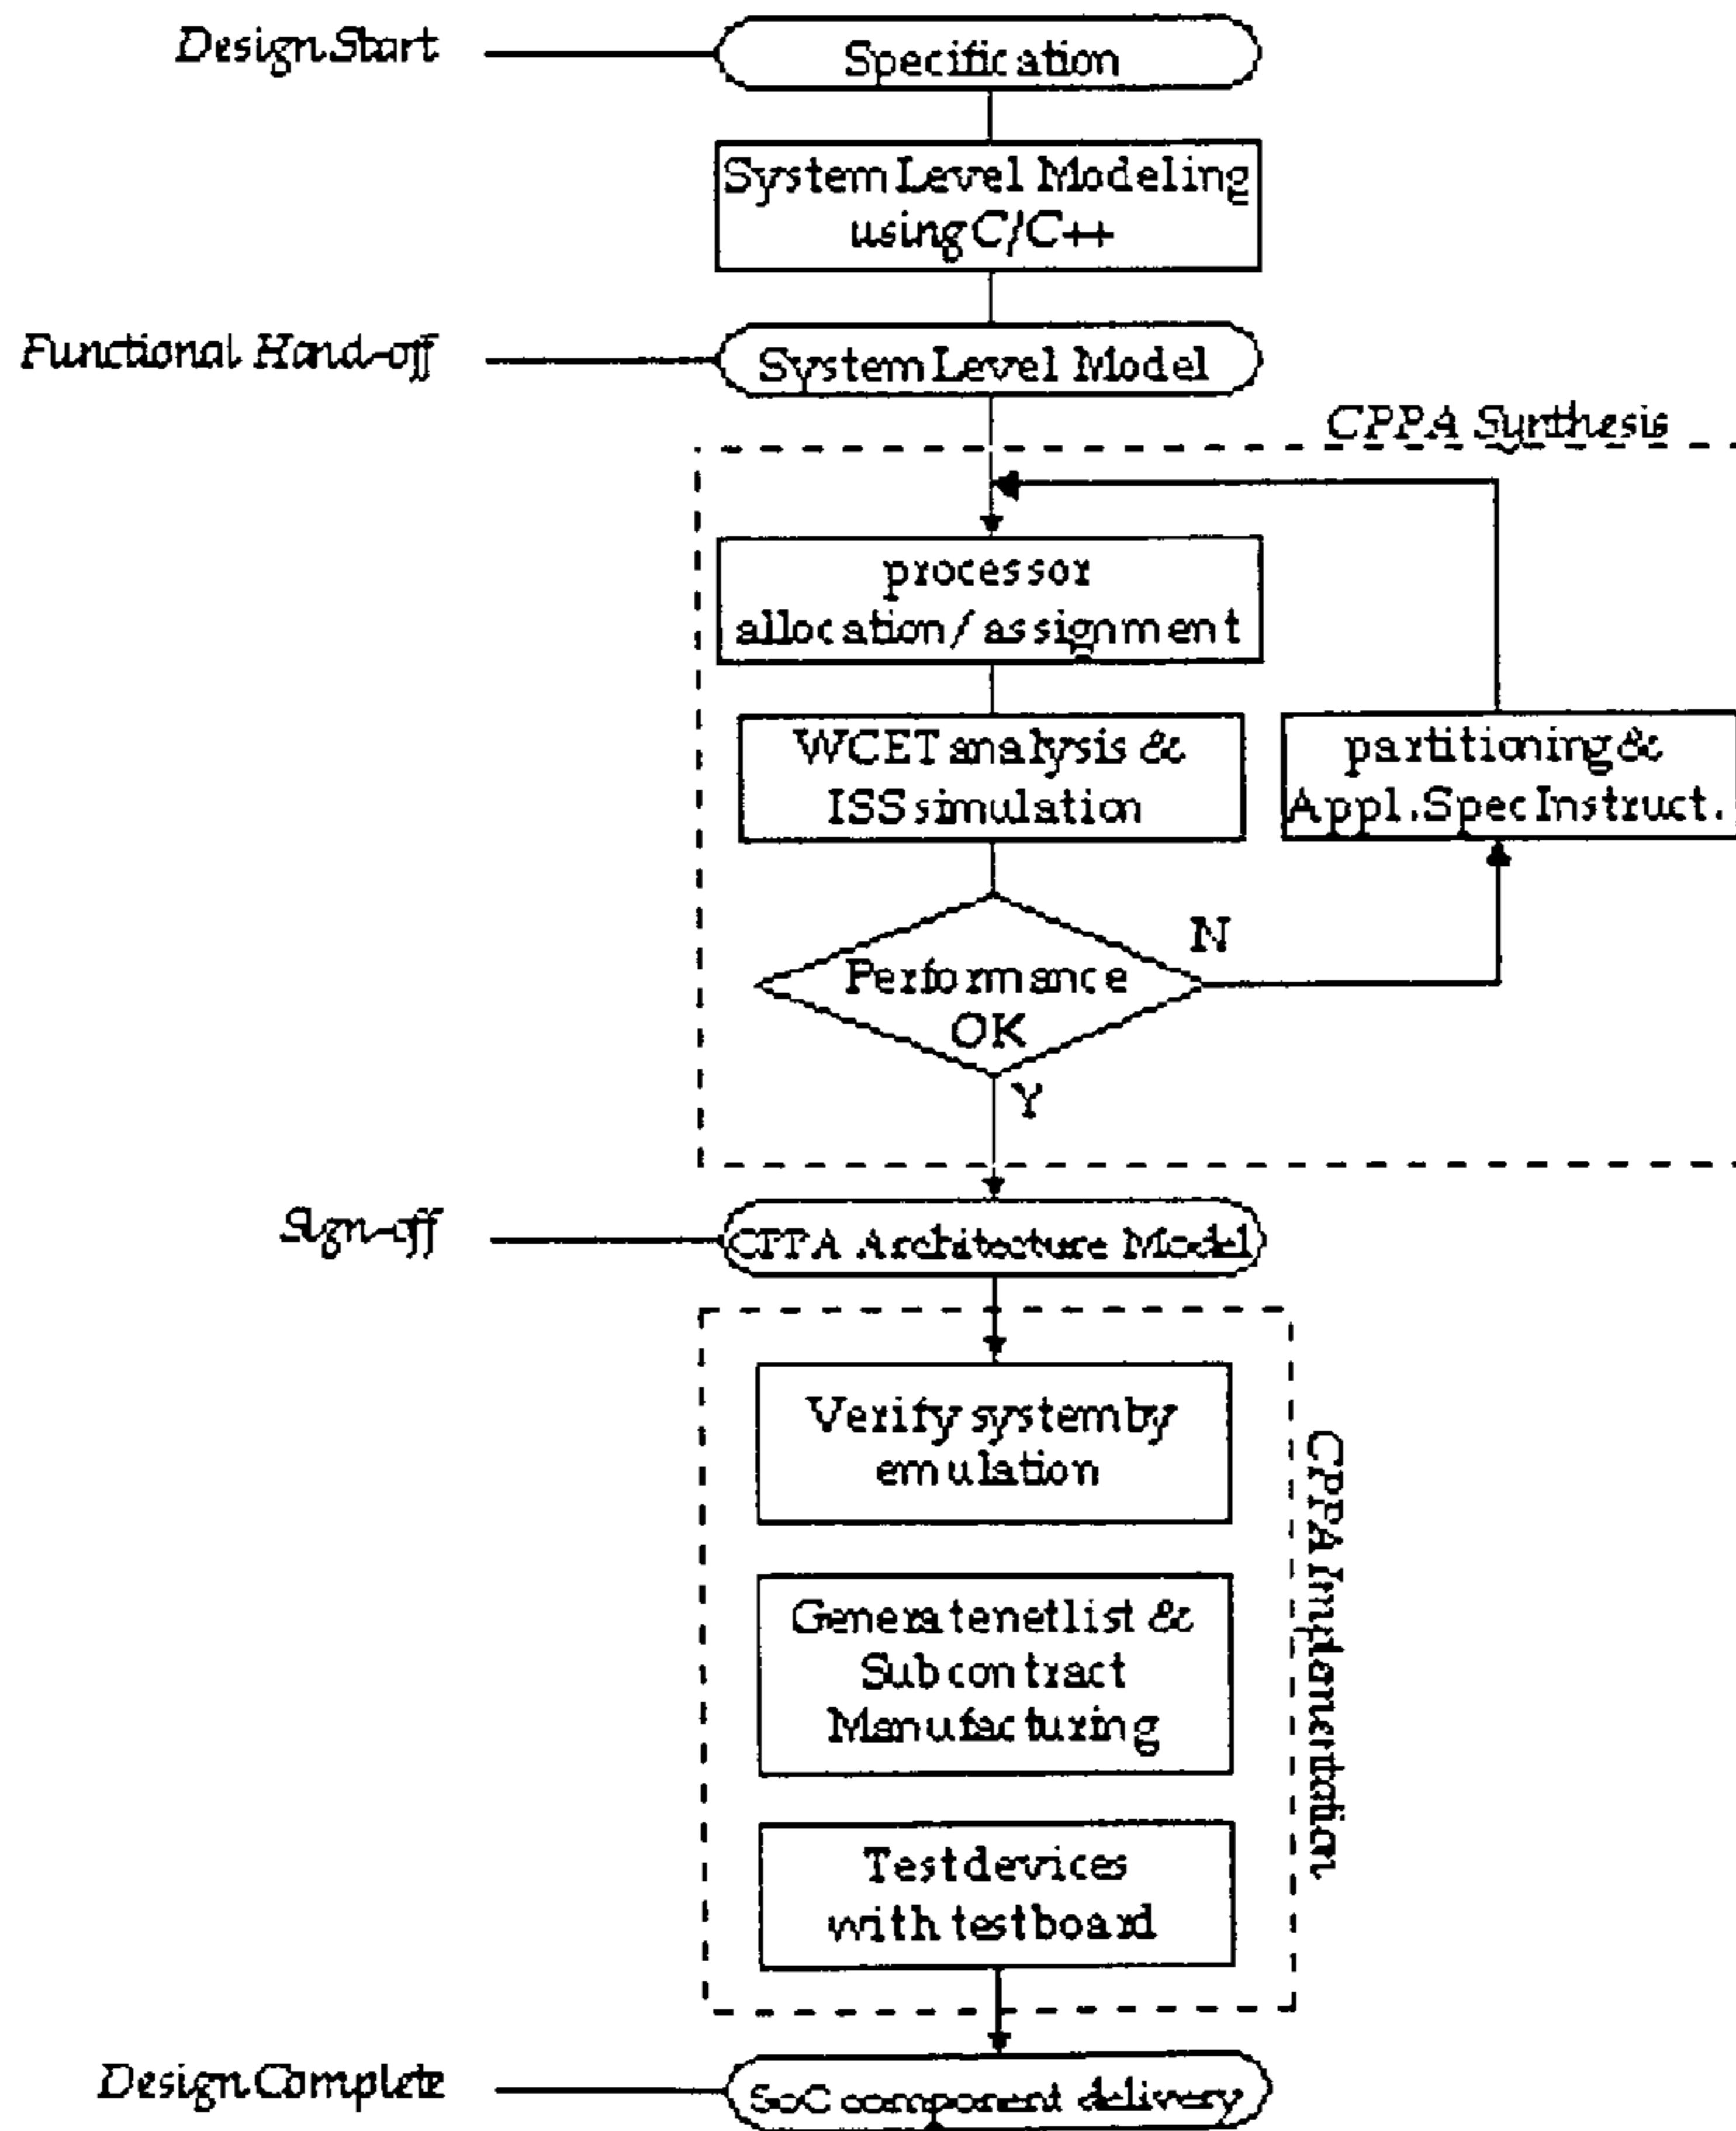 Design Start
Specification
System Level Modeling
using C/C++
Functional Hand-off
System Level Model
CPPA Synthesis
processor
allocation/assignment
WCET analysis &
ISS simulation
partitioning &
Appl.Spec Instruct.
N
Performance
OK
Y
Sign-off
CPPA Architecture Model
Verify system by
emulation
Generate netlist &
Subcontract
Manufacturing
CPPA Implementation
Test devices
with testboard
Design Complete
SoC component delivery